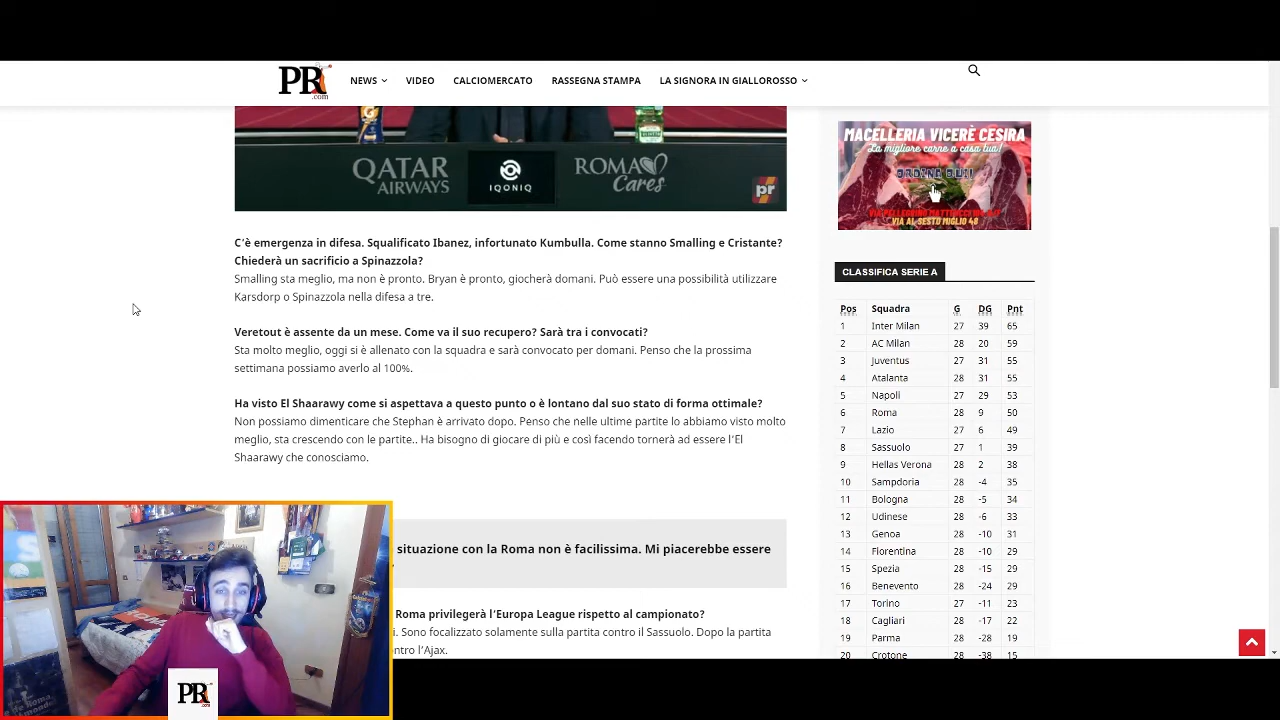 PR
.com
NEWS
VIDEO
CALCIOMERCATO
RASSEGNA STAMPA
LA SIGNORA IN GIALLOROSSO
QATAR
AIRWAYS
IQONIQ
ROMA
Cares
pr
C'è emergenza in difesa. Squalificato Ibanez, infortunato Kumbulla. Come stanno Smalling e Cristante?
Chiederà un sacrificio a Spinazzola?
Smalling sta meglio, ma non è pronto. Bryan è pronto, giocherà domani. Può essere una possibilità utilizzare
Karsdorp o Spinazzola nella difesa a tre.
Veretout è assente da un mese. Come va il suo recupero? Sarà tra i convocati?
Sta molto meglio, oggi si è allenato con la squadra e sarà convocato per domani. Penso che la prossima
settimana possiamo averlo al 100%.
Ha visto El Shaarawy come si aspettava a questo punto o è lontano dal suo stato di forma ottimale?
Non possiamo dimenticare che Stephan è arrivato dopo. Penso che nelle ultime partite lo abbiamo visto molto
meglio, sta crescendo con le partite.. Ha bisogno di giocare di più e così facendo tornerà ad essere l'El
Shaarawy che conosciamo.
situazione con la Roma non è facilissima. Mi piacerebbe essere
Roma privilegerà l'Europa League rispetto al campionato?
i. Sono focalizzato solamente sulla partita contro il Sassuolo. Dopo la partita
ontro l'Ajax.
MACELLERIA VICERÈ CESIRA
La migliore carne a casa tua!
ORDINA QUI!
VIA PELLEGRINO MATTEUCCI
VIA AL SESTO MIGLIO 48
CLASSIFICA SERIE A
Pos Squadra G DG Pnt
1 Inter Milan 27 39 65
2 AC Milan 28 20 59
3 Juventus 27 31 55
4 Atalanta 28 31 55
5 Napoli 27 29 53
6 Roma 28 9 50
7 Lazio 27 6 49
8 Sassuolo 27 1 39
9 Hellas Verona 28 2 38
10 Sampdoria 28 -4 35
11 Bologna 28 -5 34
12 Udinese 28 -6 33
13 Genoa 28 -10 31
14 Fiorentina 28 -10 29
15 Spezia 28 -15 29
16 Benevento 28 -24 29
17 Torino 27 -11 23
18 Cagliari 28 -17 22
19 Parma 28 -28 19
20 Crotone 28 -38 15
PR
.com